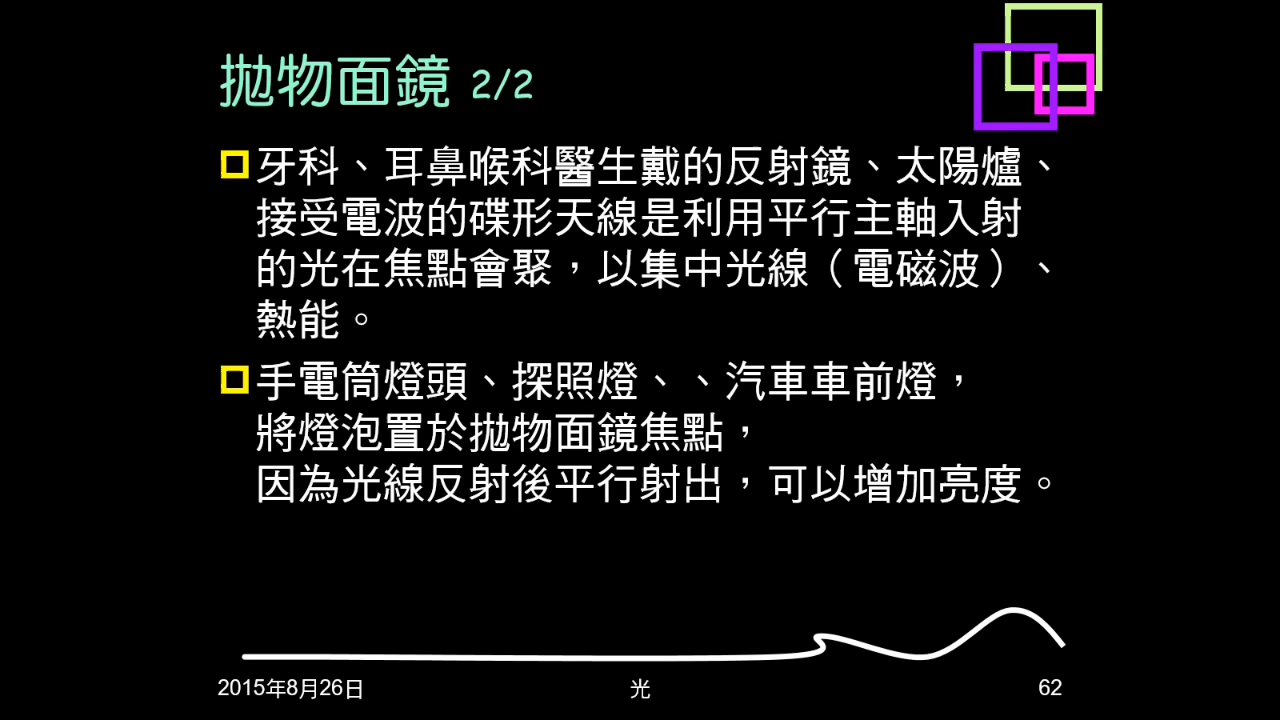 拋物面鏡 2/2
牙科、耳鼻喉科醫生戴的反射鏡、太陽爐、
接受電波的碟形天線是利用平行主軸入射
的光在焦點會聚，以集中光線（電磁波）、
熱能。
手電筒燈頭、探照燈、、汽車車前燈，
將燈泡置於拋物面鏡焦點，
因為光線反射後平行射出，可以增加亮度。
2015年8月26日
光
62